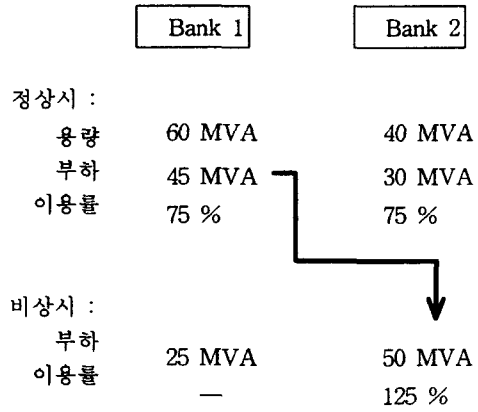 Bank 1 Bank 2
정상시 :
용량 60 MVA 40 MVA
부하 45 MVA 30 MVA
이용률 75 % 75 %
비상시 :
부하 25 MVA 50 MVA
이용률 — 125 %